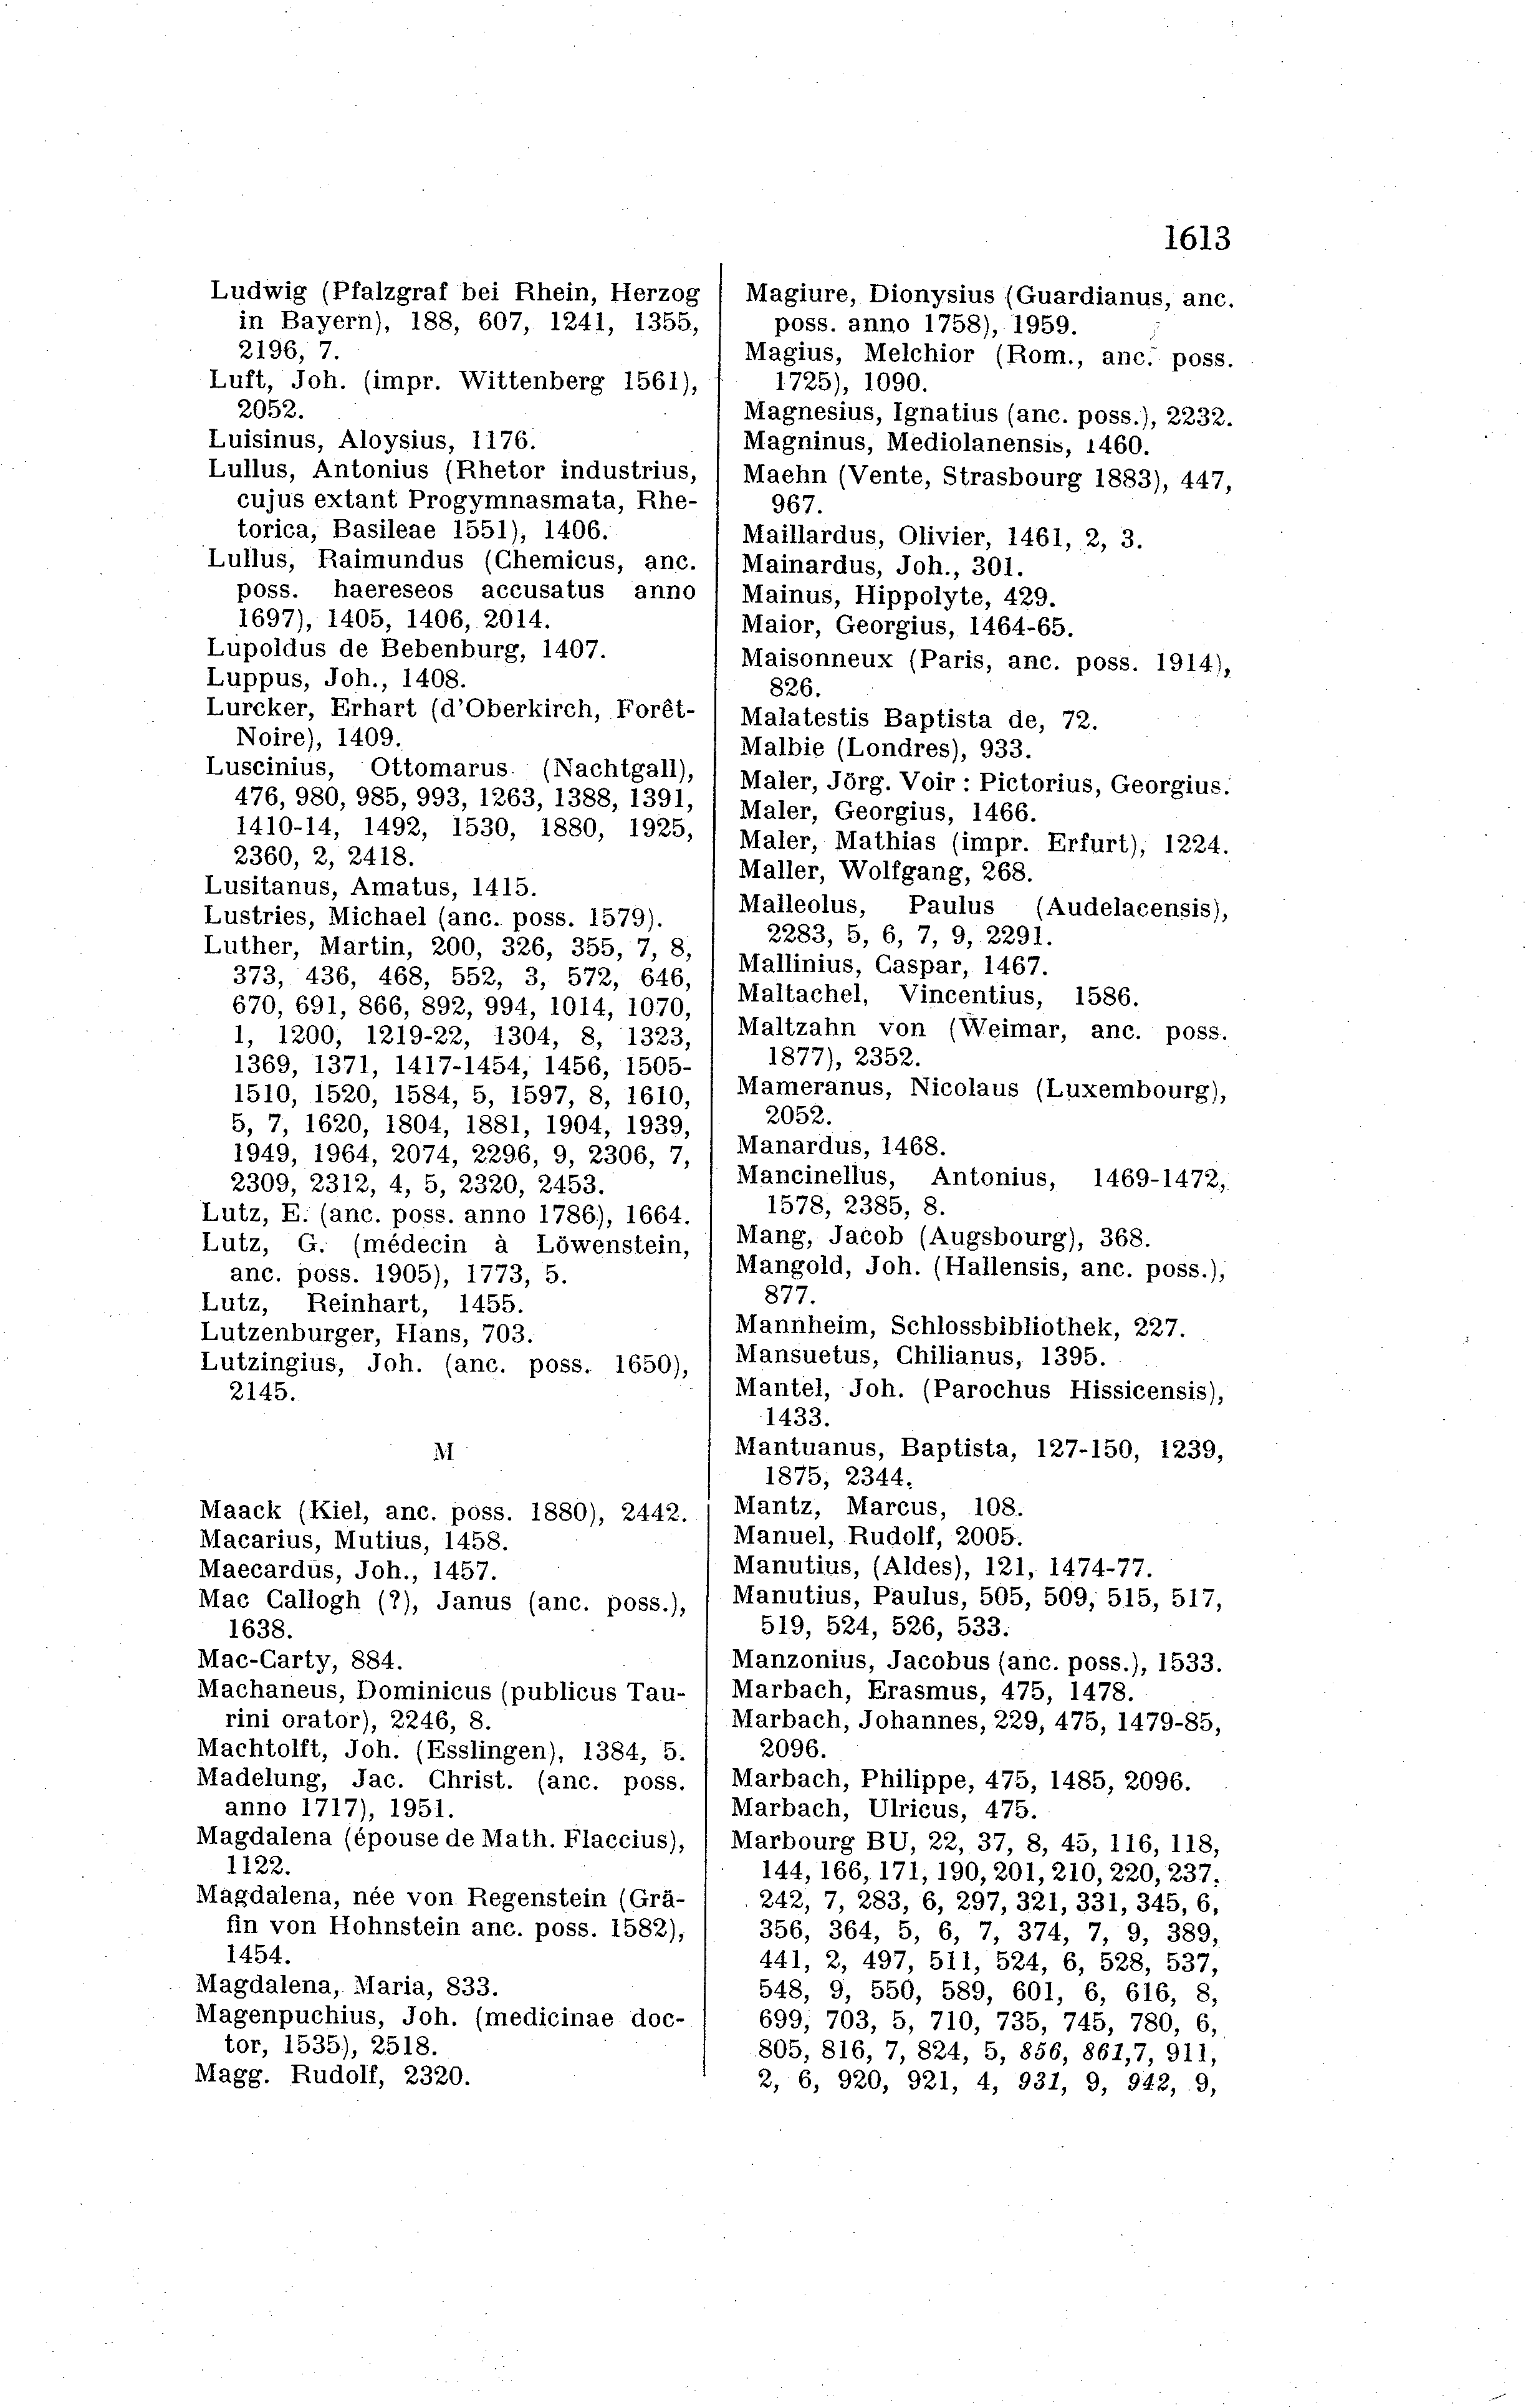 1613
Ludwig (Pfalzgraf bei Rhein, Herzog
in Bayern), 188, 607, 1241, 1355,
2196, 7.
Luft, Joh. (impr. Wittenberg 1561),
2052.
Luisinus, Aloysius, 1176.
Lullus, Antonius (Rhetor industrius,
cujus extant Progymnasmata, Rhe-
torica, Basileae 1551), 1406.
Lullus, Raimundus (Chemicus, anc.
poss. haereseos accusatus anno
1697), 1405, 1406, 2014.
Lupoldus de Bebenburg, 1407.
Luppus, Joh., 1408.
Lurcker, Erhart (d'Oberkirch, Forêt-
Noire), 1409.
Luscinius, Ottomarus (Nachtgall),
476, 980, 985, 993, 1263, 1388, 1391,
1410-14, 1492, 1530, 1880, 1925,
2360, 2, 2418.
Lusitanus, Amatus, 1415.
Lustries, Michael (anc. poss. 1579).
Luther, Martin, 200, 326, 355, 7, 8,
373, 436, 468, 552, 3, 572, 646,
670, 691, 866, 892, 994, 1014, 1070,
1, 1200, 1219-22, 1304, 8, 1323,
1369, 1371, 1417-1454, 1456, 1505-
1510, 1520, 1584, 5, 1597, 8, 1610,
5, 7, 1620, 1804, 1881, 1904, 1939,
1949, 1964, 2074, 2296, 9, 2306, 7,
2309, 2312, 4, 5, 2320, 2453.
Lutz, E. (anc. poss. anno 1786), 1664.
Lutz, G. (médecin à Löwenstein,
anc. poss. 1905), 1773, 5.
Lutz, Reinhart, 1455.
Lutzenburger, Hans, 703.
Lutzingius, Joh. (anc. poss. 1650),
2145.
M
Maack (Kiel, anc. poss. 1880), 2442.
Macarius, Mutius, 1458.
Maecardus, Joh., 1457.
Mac Callogh (?), Janus (anc. poss.),
1638.
Mac-Carty, 884.
Machaneus, Dominicus (publicus Tau-
rini orator), 2246, 8.
Machtolft, Joh. (Esslingen), 1384, 5.
Madelung, Jac. Christ. (anc. poss.
anno 1717), 1951.
Magdalena (épouse de Math. Flaccius),
1122.
Magdalena, née von Regenstein (Grä-
fin von Hohnstein anc. poss. 1582),
1454.
Magdalena, Maria, 833.
Magenpuchius, Joh. (medicinae doc-
tor, 1535), 2518.
Magg. Rudolf, 2320.
Magiure, Dionysius (Guardianus, anc.
poss. anno 1758), 1959.
Magius, Melchior (Rom., anc. poss.
1725), 1090.
Magnesius, Ignatius (anc. poss.), 2232.
Magninus, Mediolanensis, 1460.
Maehn (Vente, Strasbourg 1883), 447,
967.
Maillardus, Olivier, 1461, 2, 3.
Mainardus, Joh., 301.
Mainus, Hippolyte, 429.
Maior, Georgius, 1464-65.
Maisonneux (Paris, anc. poss. 1914),
826.
Malatestis Baptista de, 72.
Malbie (Londres), 933.
Maler, Jörg. Voir : Pictorius, Georgius.
Maler, Georgius, 1466.
Maler, Mathias (impr. Erfurt), 1224.
Maller, Wolfgang, 268.
Malleolus, Paulus (Audelacensis),
2283, 5, 6, 7, 9, 2291.
Mallinius, Caspar, 1467.
Maltachel, Vincentius, 1586.
Maltzahn von (Weimar, anc. poss.
1877), 2352.
Mameranus, Nicolaus (Luxembourg),
2052.
Manardus, 1468.
Mancinellus, Antonius, 1469-1472,
1578, 2385, 8.
Mang, Jacob (Augsbourg), 368.
Mangold, Joh. (Hallensis, anc. poss.),
877.
Mannheim, Schlossbibliothek, 227.
Mansuetus, Chilianus, 1395.
Mantel, Joh. (Parochus Hissicensis),
1433.
Mantuanus, Baptista, 127-150, 1239,
1875, 2344.
Mantz, Marcus, 108.
Manuel, Rudolf, 2005.
Manutius, (Aldes), 121, 1474-77.
Manutius, Paulus, 505, 509, 515, 517,
519, 524, 526, 533.
Manzonius, Jacobus (anc. poss.), 1533.
Marbach, Erasmus, 475, 1478.
Marbach, Johannes, 229, 475, 1479-85,
2096.
Marbach, Philippe, 475, 1485, 2096.
Marbach, Ulricus, 475.
Marbourg BU, 22, 37, 8, 45, 116, 118,
144, 166, 171, 190, 201, 210, 220, 237.
242, 7, 283, 6, 297, 321, 331, 345, 6,
356, 364, 5, 6, 7, 374, 7, 9, 389,
441, 2, 497, 511, 524, 6, 528, 537,
548, 9, 550, 589, 601, 6, 616, 8,
699, 703, 5, 710, 735, 745, 780, 6,
805, 816, 7, 824, 5, 856, 861,7, 911,
2, 6, 920, 921, 4, 931, 9, 942, 9,